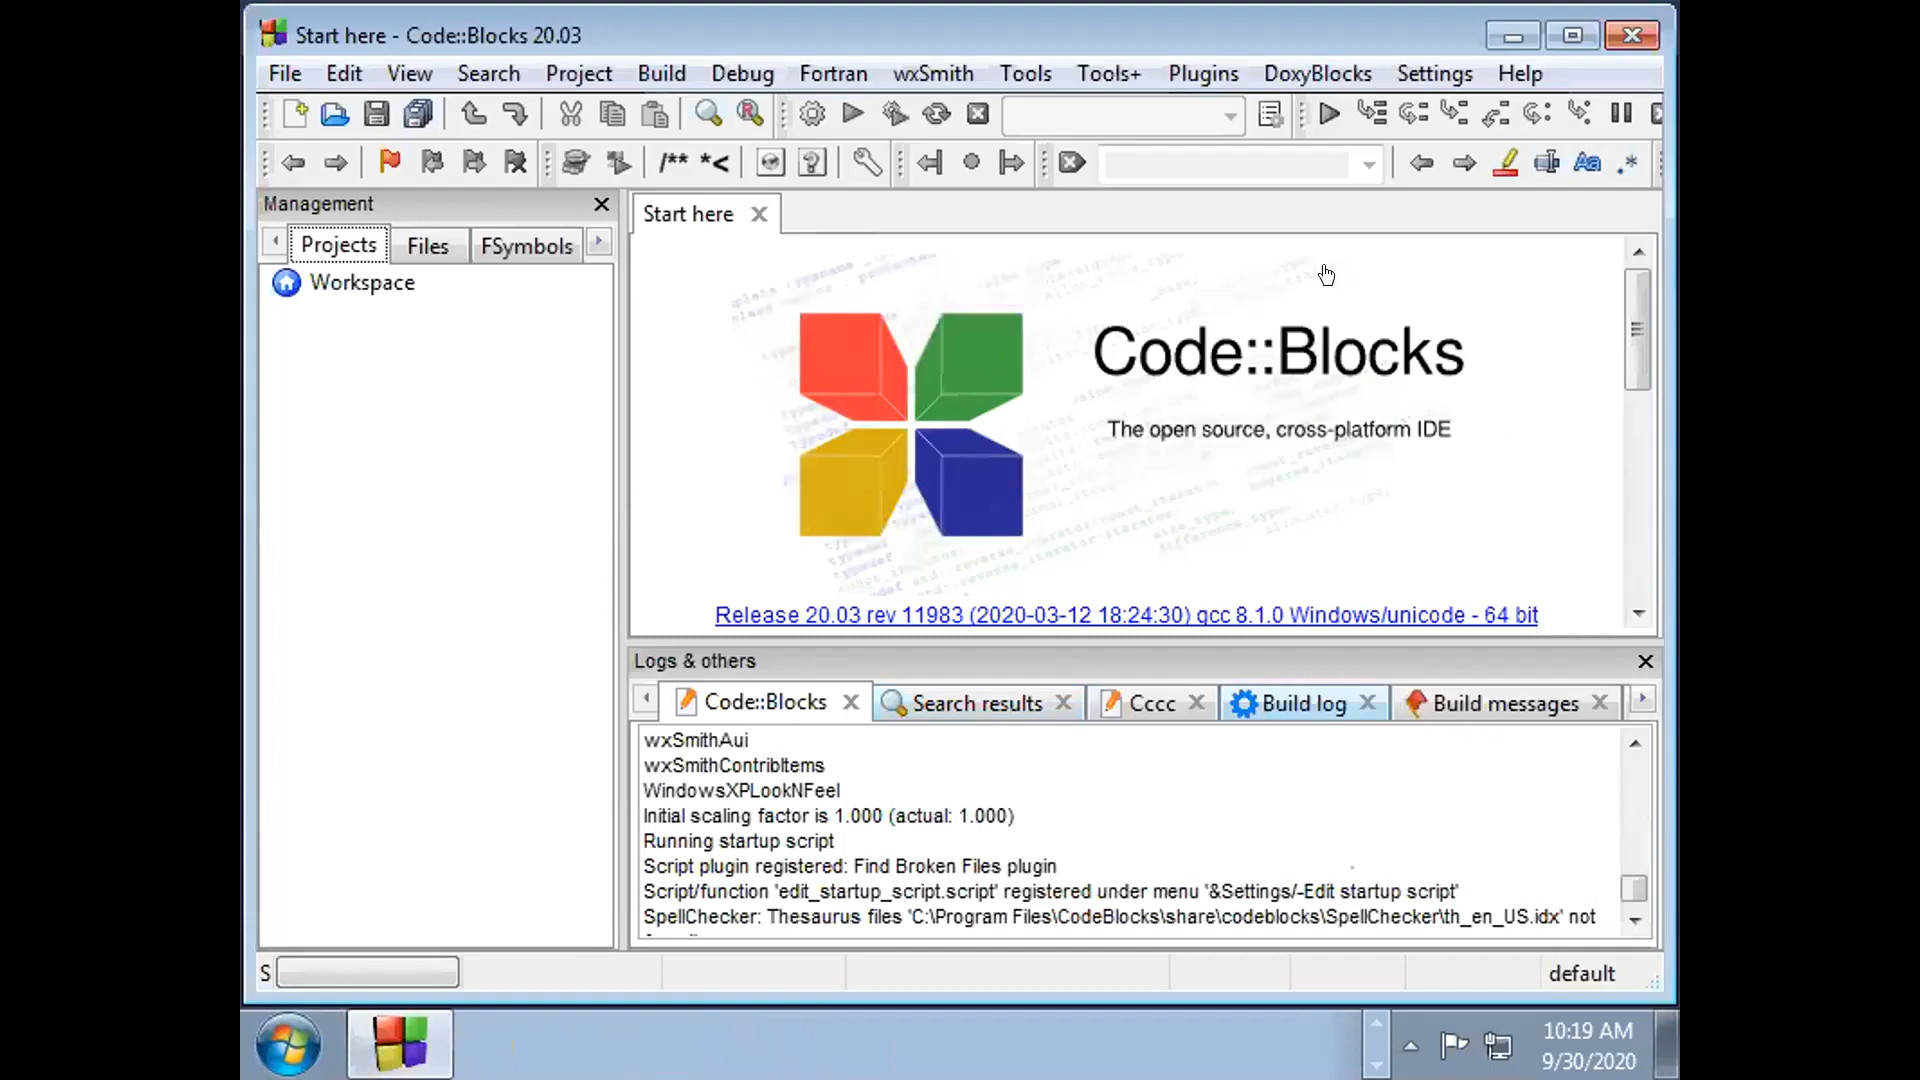 Start here - Code::Blocks 20.03
File Edit View Search Project Build Debug Fortran wxSmith Tools Tools+ Plugins DoxyBlocks Settings Help
/** *<
Aa .*
Management
Projects Files FSymbols
Workspace
Start here
Code::Blocks
The open source, cross-platform IDE
Release 20.03 rev 11983 (2020-03-12 18:24:30) gcc 8.1.0 Windows/unicode - 64 bit
Logs & others
Code::Blocks Search results Cccc Build log Build messages
wxSmithAui
wxSmithContribItems
WindowsXPLookNFeel
Initial scaling factor is 1.000 (actual: 1.000)
Running startup script
Script plugin registered: Find Broken Files plugin
Script/function 'edit_startup_script.script' registered under menu '&Settings/-Edit startup script'
SpellChecker: Thesaurus files 'C:\Program Files\CodeBlocks\share\codeblocks\SpellChecker\th_en_US.idx' not
S default
10:19 AM
9/30/2020